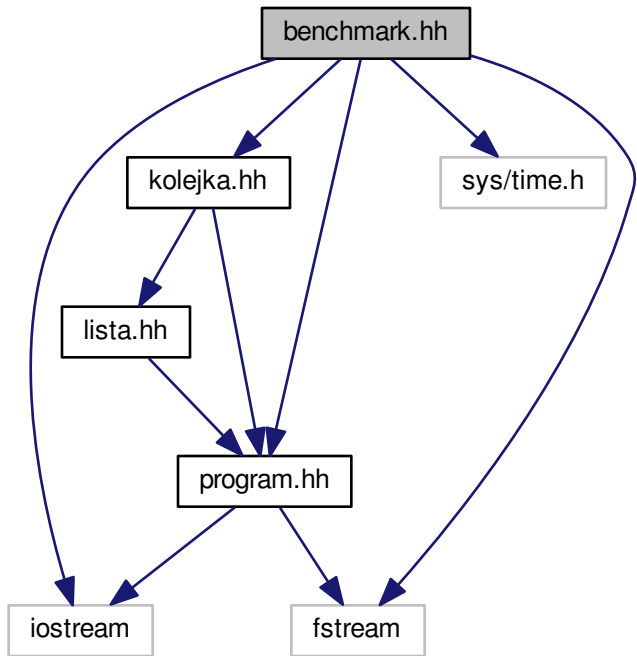 benchmark.hh
kolejka.hh
sys/time.h
lista.hh
program.hh
iostream
fstream